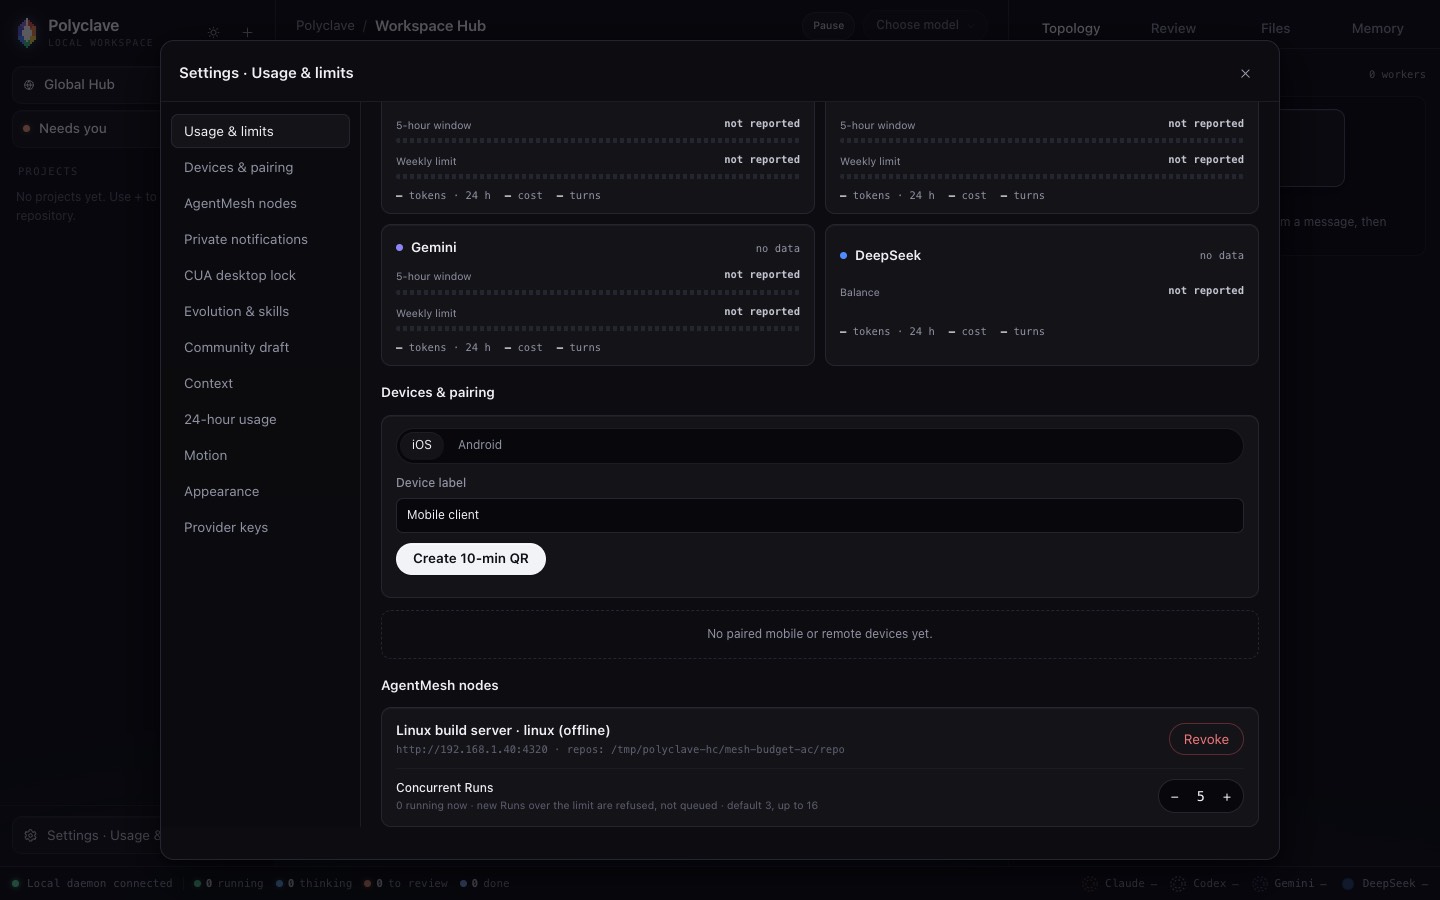 Polyclave
LOCAL WORKSPACE
Polyclave / Workspace Hub
Pause
Choose model
Topology
Review
Files
Memory
Global Hub
Needs you
PROJECTS
No projects yet. Use + to
repository.
0 workers
m a message, then
Settings · Usage & limits
Usage & limits
Devices & pairing
AgentMesh nodes
Private notifications
CUA desktop lock
Evolution & skills
Community draft
Context
24-hour usage
Motion
Appearance
Provider keys
5-hour window not reported
Weekly limit not reported
— tokens · 24 h — cost — turns
5-hour window not reported
Weekly limit not reported
— tokens · 24 h — cost — turns
Gemini no data
5-hour window not reported
Weekly limit not reported
— tokens · 24 h — cost — turns
DeepSeek no data
Balance not reported
— tokens · 24 h — cost — turns
Devices & pairing
iOS Android
Device label
Mobile client
Create 10-min QR
No paired mobile or remote devices yet.
AgentMesh nodes
Linux build server · linux (offline)
http://192.168.1.40:4320 · repos: /tmp/polyclave-hc/mesh-budget-ac/repo
Revoke
Concurrent Runs
0 running now · new Runs over the limit are refused, not queued · default 3, up to 16
− 5 +
Settings · Usage &
Local daemon connected 0 running 0 thinking 0 to review 0 done
Claude — Codex — Gemini — DeepSeek —